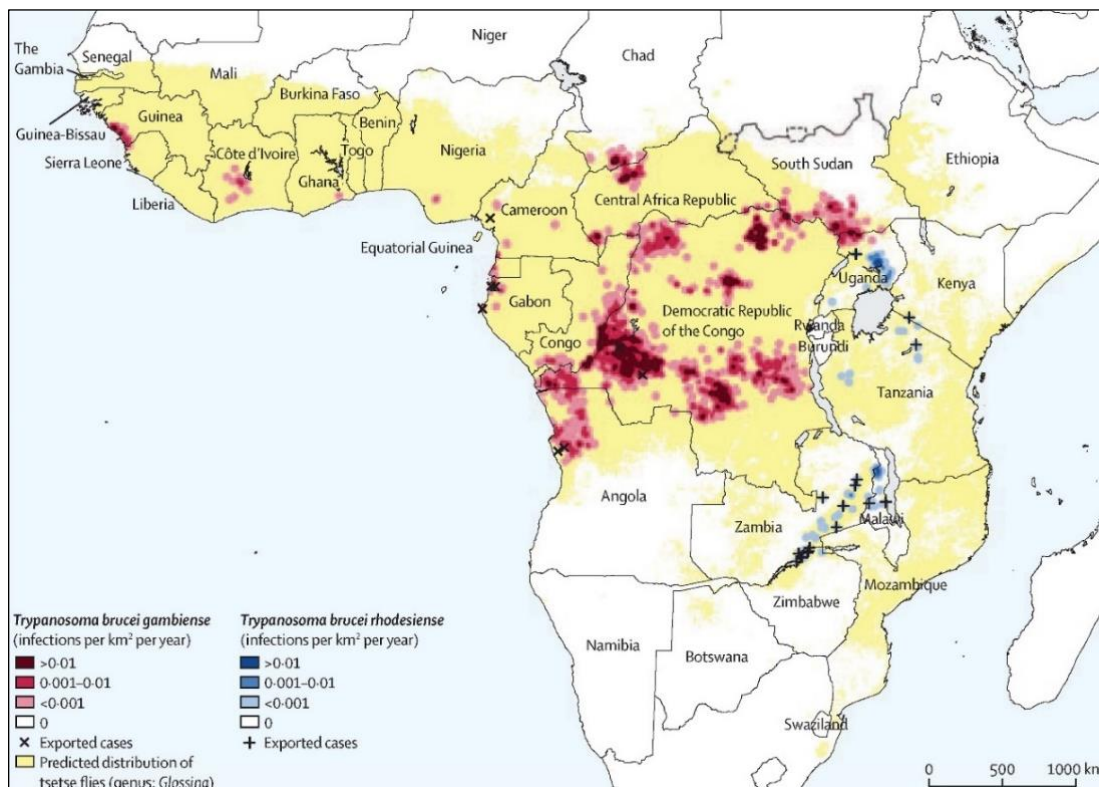 The
Gambia
Senegal
Mali
Niger
Chad
Burkina Faso
Guinea
Benin
Guinea-Bissau
Sierra Leone
Côte d'Ivoire
Togo
Ghana
Nigeria
Liberia
South Sudan
Ethiopia
Central Africa Republic
Cameroon
Equatorial Guinea
Uganda
Kenya
Gabon
Congo
Democratic Republic
of the Congo
Rwanda
Burundi
Tanzania
Angola
Zambia
Malawi
Mozambique
Zimbabwe
Namibia
Botswana
Swaziland
Trypanosoma brucei gambiense
(infections per km² per year)
>0·01
0·001–0·01
<0·001
0
× Exported cases
Predicted distribution of
tsetse flies (genus: Glossina)
Trypanosoma brucei rhodesiense
(infections per km² per year)
>0·01
0·001–0·01
<0·001
0
+ Exported cases
0 500 1000 km